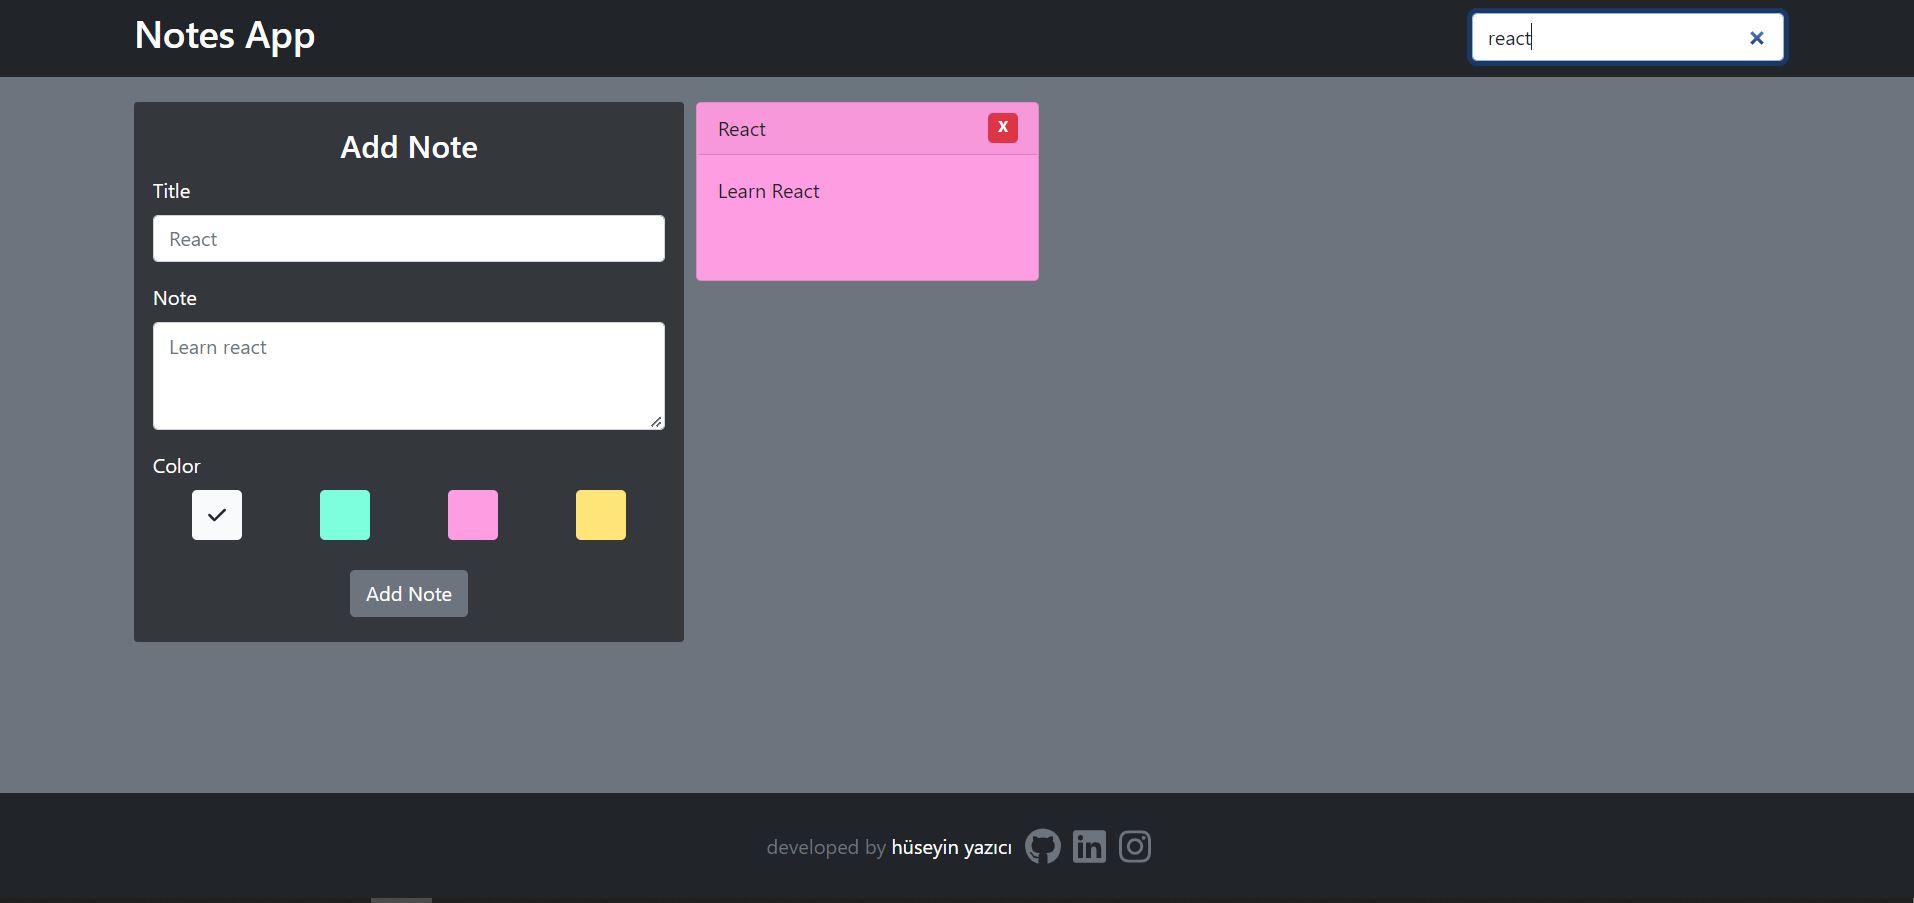 Notes App
react
Add Note
Title
React
Note
Learn react
Color
Add Note
React
X
Learn React
developed by hüseyin yazıcı